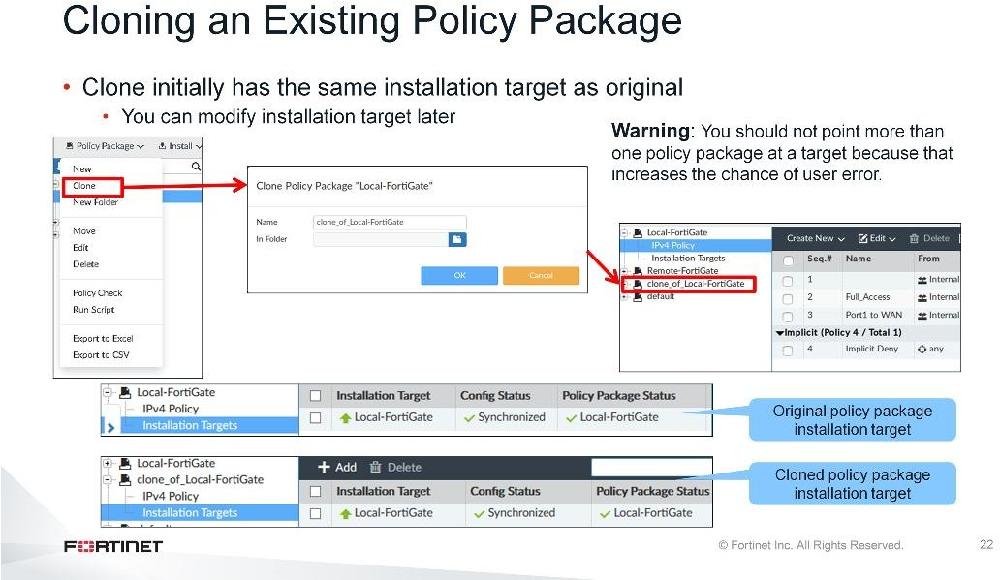 Cloning an Existing Policy Package
• Clone initially has the same installation target as original
• You can modify installation target later
Warning: You should not point more than
one policy package at a target because that
increases the chance of user error.
Policy Package Install
New
Clone
New Folder
Move
Edit
Delete
Policy Check
Run Script
Export to Excel
Export to CSV
Clone Policy Package "Local-FortiGate"
Name clone_of_Local-FortiGate
In Folder
OK Cancel
Local-FortiGate
IPv4 Policy
Installation Targets
Remote-FortiGate
clone_of_Local-FortiGate
default
Create New Edit Delete
Seq.# Name From
1 Internal
2 Full_Access Internal
3 Port1 to WAN Internal
Implicit (Policy 4 / Total 1)
4 Implicit Deny any
Local-FortiGate
IPv4 Policy
Installation Targets
Installation Target Config Status Policy Package Status
Local-FortiGate Synchronized Local-FortiGate
Original policy package
installation target
Local-FortiGate
clone_of_Local-FortiGate
IPv4 Policy
Installation Targets
Add Delete
Installation Target Config Status Policy Package Status
Local-FortiGate Synchronized Local-FortiGate
Cloned policy package
installation target
FORTINET
© Fortinet Inc. All Rights Reserved.
22